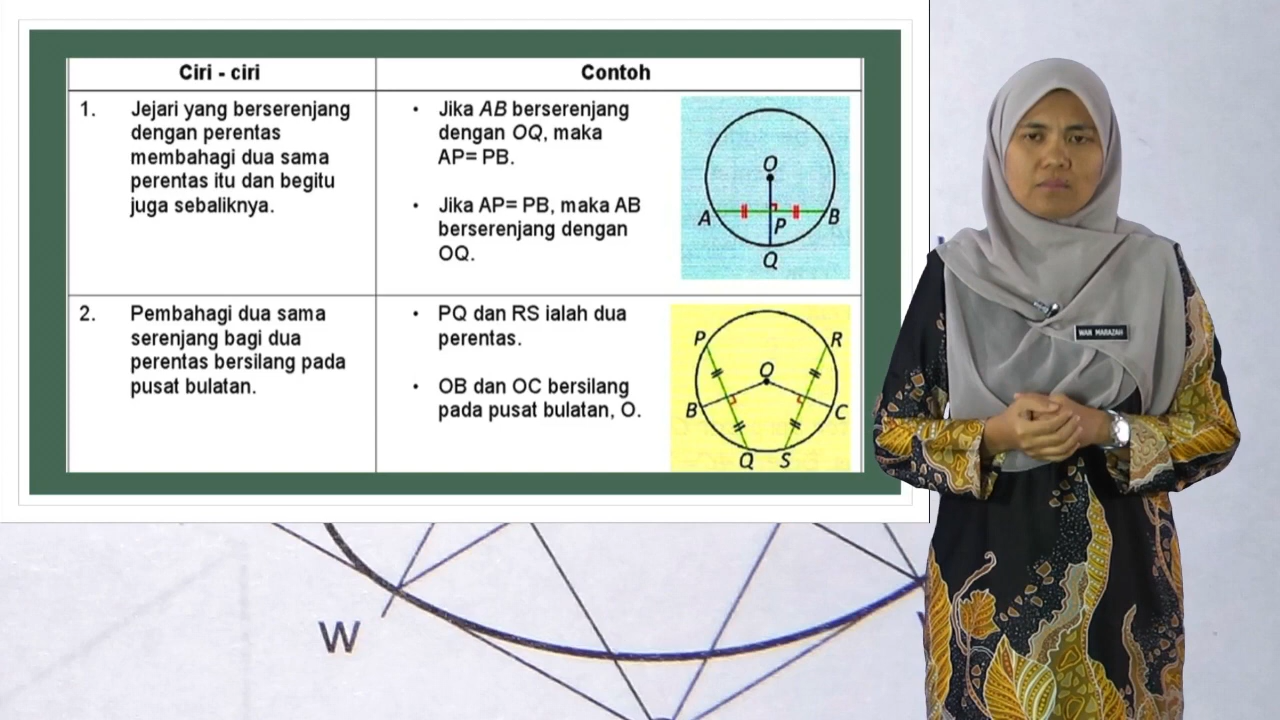 Ciri - ciri
Contoh
1. Jejari yang berserenjang
dengan perentas
membahagi dua sama
perentas itu dan begitu
juga sebaliknya.
• Jika AB berserenjang
dengan OQ, maka
AP= PB.
• Jika AP= PB, maka AB
berserenjang dengan
OQ.
O
A
P
B
Q
2. Pembahagi dua sama
serenjang bagi dua
perentas bersilang pada
pusat bulatan.
• PQ dan RS ialah dua
perentas.
• OB dan OC bersilang
pada pusat bulatan, O.
P
R
O
B
C
Q S
WAN MARAZAH
W